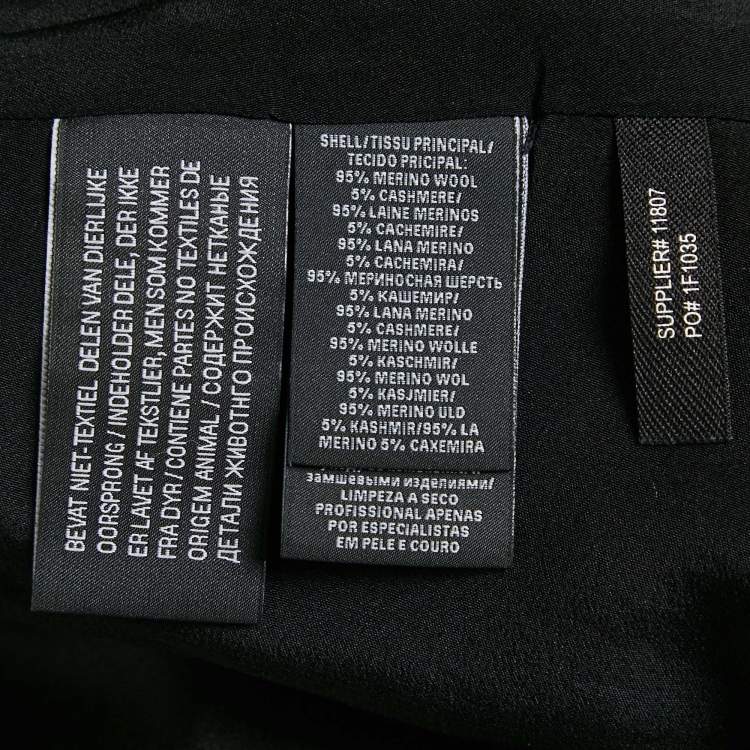 BEVAT NIET-TEXTIEL DELEN VAN DIERLIJKE
OORSPRONG / INDEHOLDER DELE, DER IKKE
ER LAVET AF TEKSTLIER, MEN SOM KOMMER
FRA DYR / CONTIENE PARTES NO TEXTILES DE
ORIGEM ANIMAL / СОДЕРЖИТ НЕТКАНЫЕ
ДЕТАЛИ ЖИВОТНГО ПРОИСХОЖДЕНИЯ
SHELL/TISSU PRINCIPAL/
TECIDO PRICIPAL:
95% MERINO WOOL
5% CASHMERE/
95% LAINE MERINOS
5% CACHEMIRE/
95% LANA MERINO
5% CACHEMIRA/
95% МЕРИНОСНАЯ ШЕРСТЬ
5% КАШЕМИР/
95% LANA MERINO
5% CASHMERE/
95% MERINO WOLLE
5% KASCHMIR/
95% MERINO WOL
5% KASJMIER/
95% MERINO ULD
5% KASHMIR/95% LA
MERINO 5% CAXEMIRA
замшевыми изделиями/
LIMPEZA A SECO
PROFISSIONAL APENAS
POR ESPECIALISTAS
EM PELE E COURO
SUPPLIER# 11807
PO# 1F1035